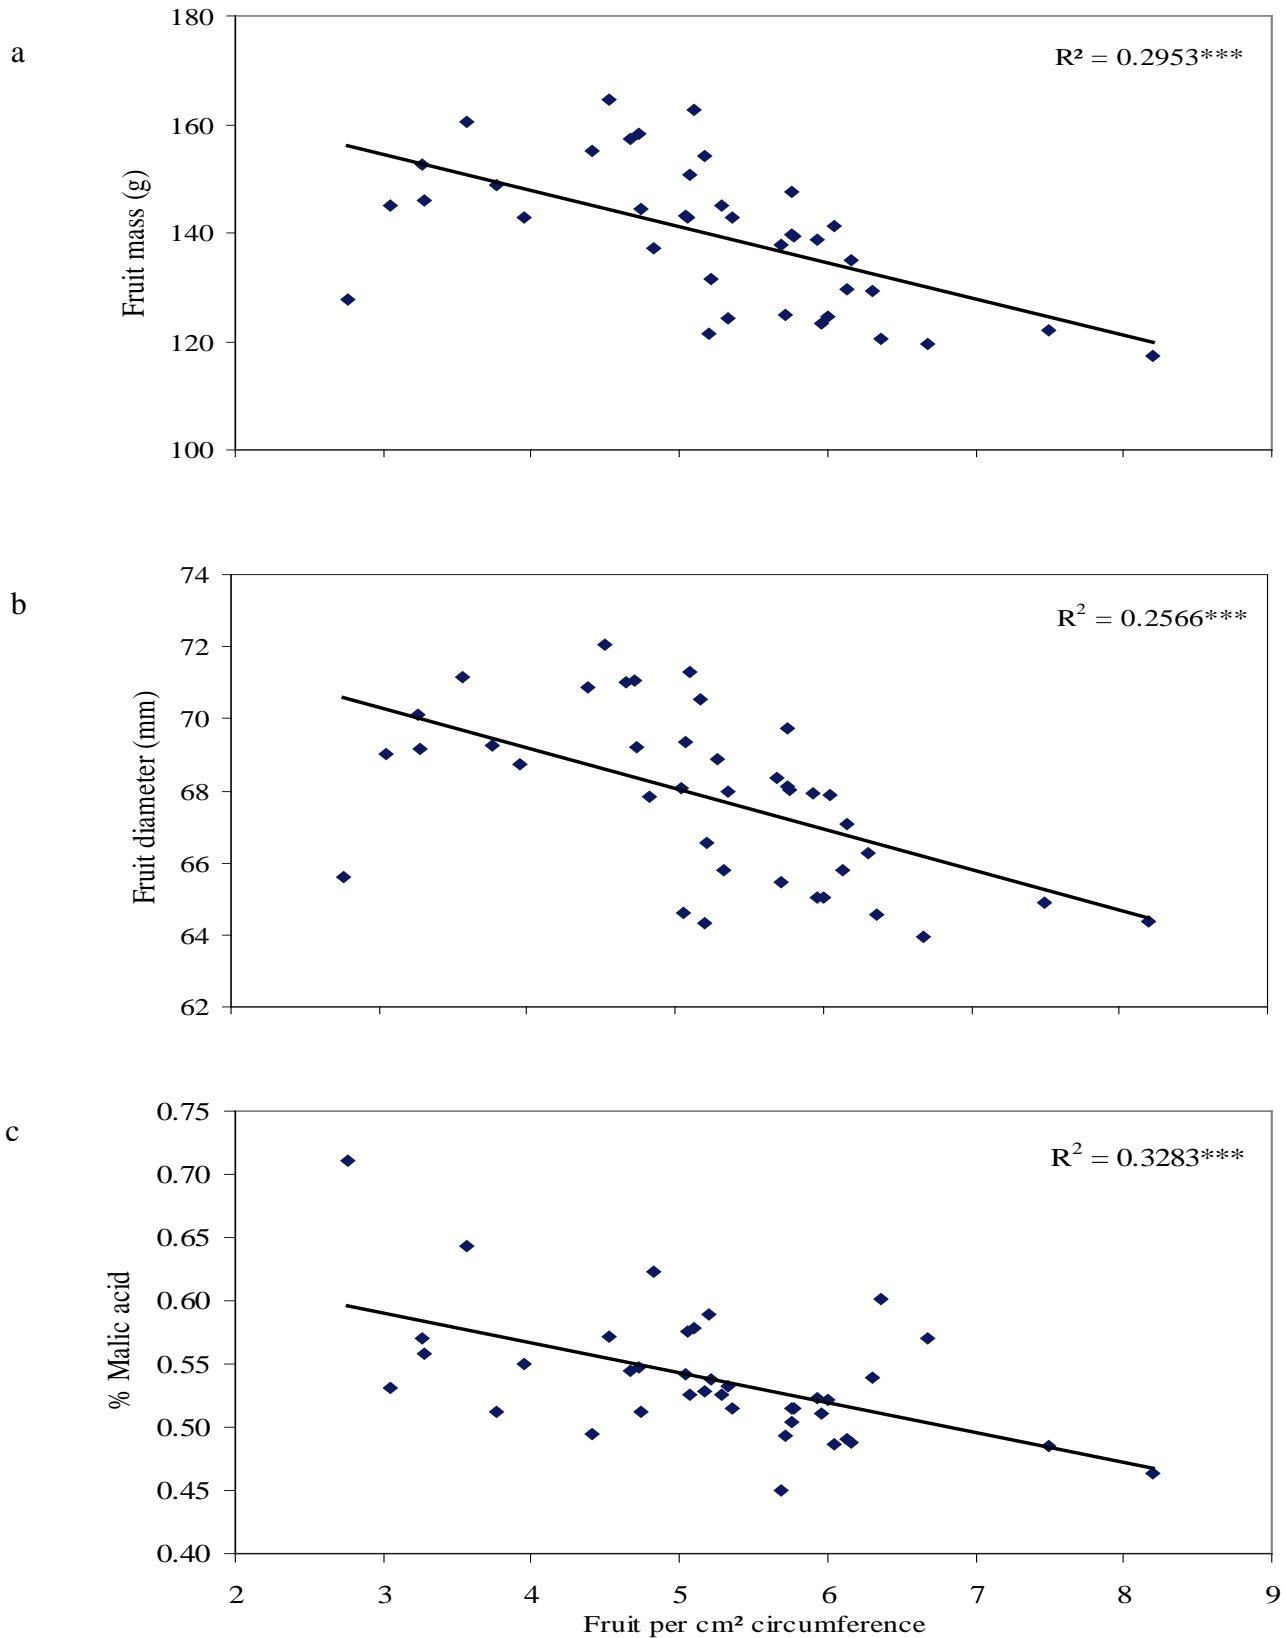 a
180
160
140
120
100
Fruit mass (g)
R² = 0.2953***
b
74
72
70
68
66
64
62
Fruit diameter (mm)
R² = 0.2566***
c
0.75
0.70
0.65
0.60
0.55
0.50
0.45
0.40
% Malic acid
R² = 0.3283***
2 3 4 5 6 7 8 9
Fruit per cm² circumference